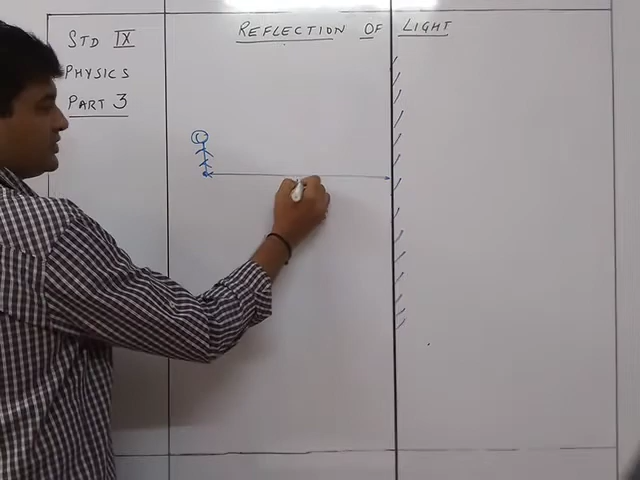 STD IX
PHYSICS
PART 3
REFLECTION OF LIGHT